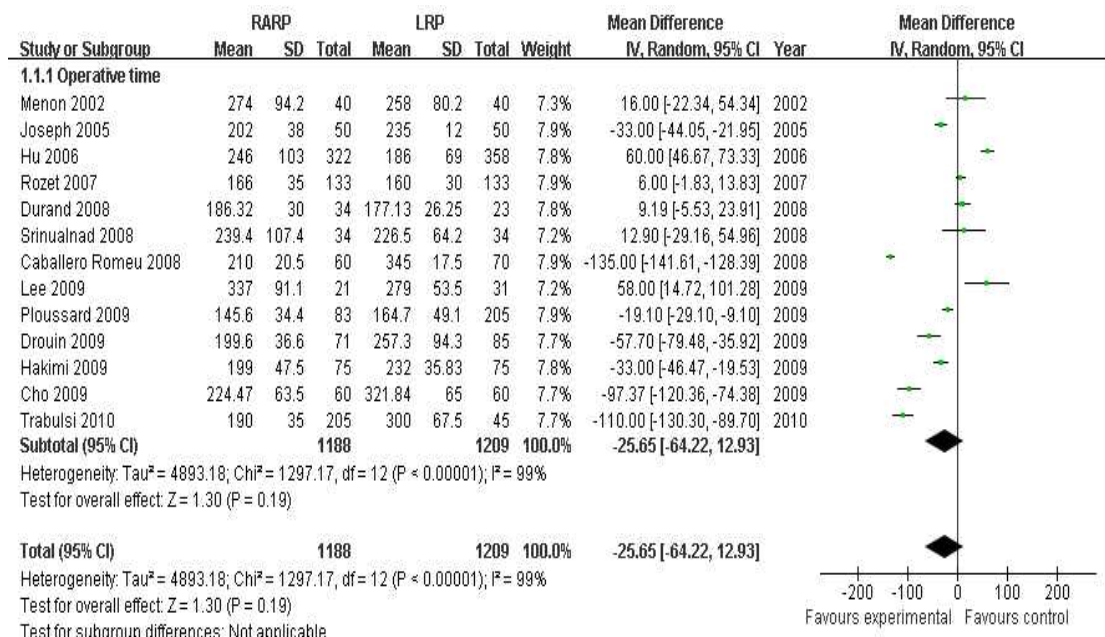 RARP LRP Mean Difference Mean Difference
Study or Subgroup Mean SD Total Mean SD Total Weight IV, Random, 95% CI Year IV, Random, 95% CI
1.1.1 Operative time
Menon 2002 274 94.2 40 258 80.2 40 7.3% 16.00 [-22.34, 54.34] 2002
Joseph 2005 202 38 50 235 12 50 7.9% -33.00 [-44.05, -21.95] 2005
Hu 2006 246 103 322 186 69 358 7.8% 60.00 [46.67, 73.33] 2006
Rozet 2007 166 35 133 160 30 133 7.9% 6.00 [-1.83, 13.83] 2007
Durand 2008 186.32 30 34 177.13 26.25 23 7.8% 9.19 [-5.53, 23.91] 2008
Srinualnad 2008 239.4 107.4 34 226.5 64.2 34 7.2% 12.90 [-29.16, 54.96] 2008
Caballero Romeu 2008 210 20.5 60 345 17.5 70 7.9% -135.00 [-141.61, -128.39] 2008
Lee 2009 337 91.1 21 279 53.5 31 7.2% 58.00 [14.72, 101.28] 2009
Ploussard 2009 145.6 34.4 83 164.7 49.1 205 7.9% -19.10 [-29.10, -9.10] 2009
Drouin 2009 199.6 36.6 71 257.3 94.3 85 7.7% -57.70 [-79.48, -35.92] 2009
Hakimi 2009 199 47.5 75 232 35.83 75 7.8% -33.00 [-46.47, -19.53] 2009
Cho 2009 224.47 63.5 60 321.84 65 60 7.7% -97.37 [-120.36, -74.38] 2009
Trabulsi 2010 190 35 205 300 67.5 45 7.7% -110.00 [-130.30, -89.70] 2010
Subtotal (95% CI) 1188 1209 100.0% -25.65 [-64.22, 12.93]
Heterogeneity: Tau² = 4893.18; Chi² = 1297.17, df = 12 (P < 0.00001); I² = 99%
Test for overall effect: Z = 1.30 (P = 0.19)
Total (95% CI) 1188 1209 100.0% -25.65 [-64.22, 12.93]
Heterogeneity: Tau² = 4893.18; Chi² = 1297.17, df = 12 (P < 0.00001); I² = 99%
Test for overall effect: Z = 1.30 (P = 0.19)
Test for subgroup differences: Not applicable
-200 -100 0 100 200
Favours experimental Favours control